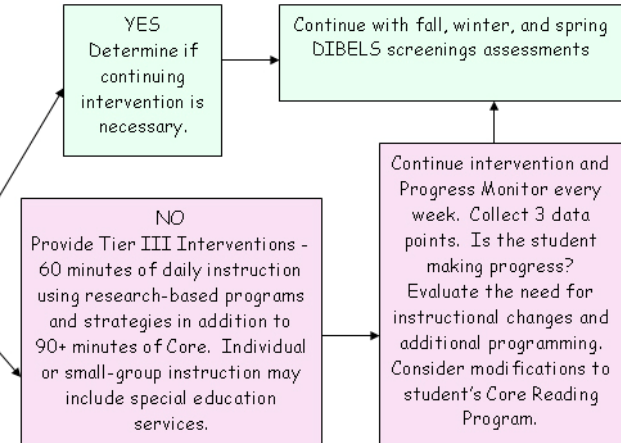 YES
Determine if
continuing
intervention is
necessary.
Continue with fall, winter, and spring
DIBELS screenings assessments
NO
Provide Tier III Interventions -
60 minutes of daily instruction
using research-based programs
and strategies in addition to
90+ minutes of Core. Individual
or small-group instruction may
include special education
services.
Continue intervention and
Progress Monitor every
week. Collect 3 data
points. Is the student
making progress?
Evaluate the need for
instructional changes and
additional programming.
Consider modifications to
student's Core Reading
Program.